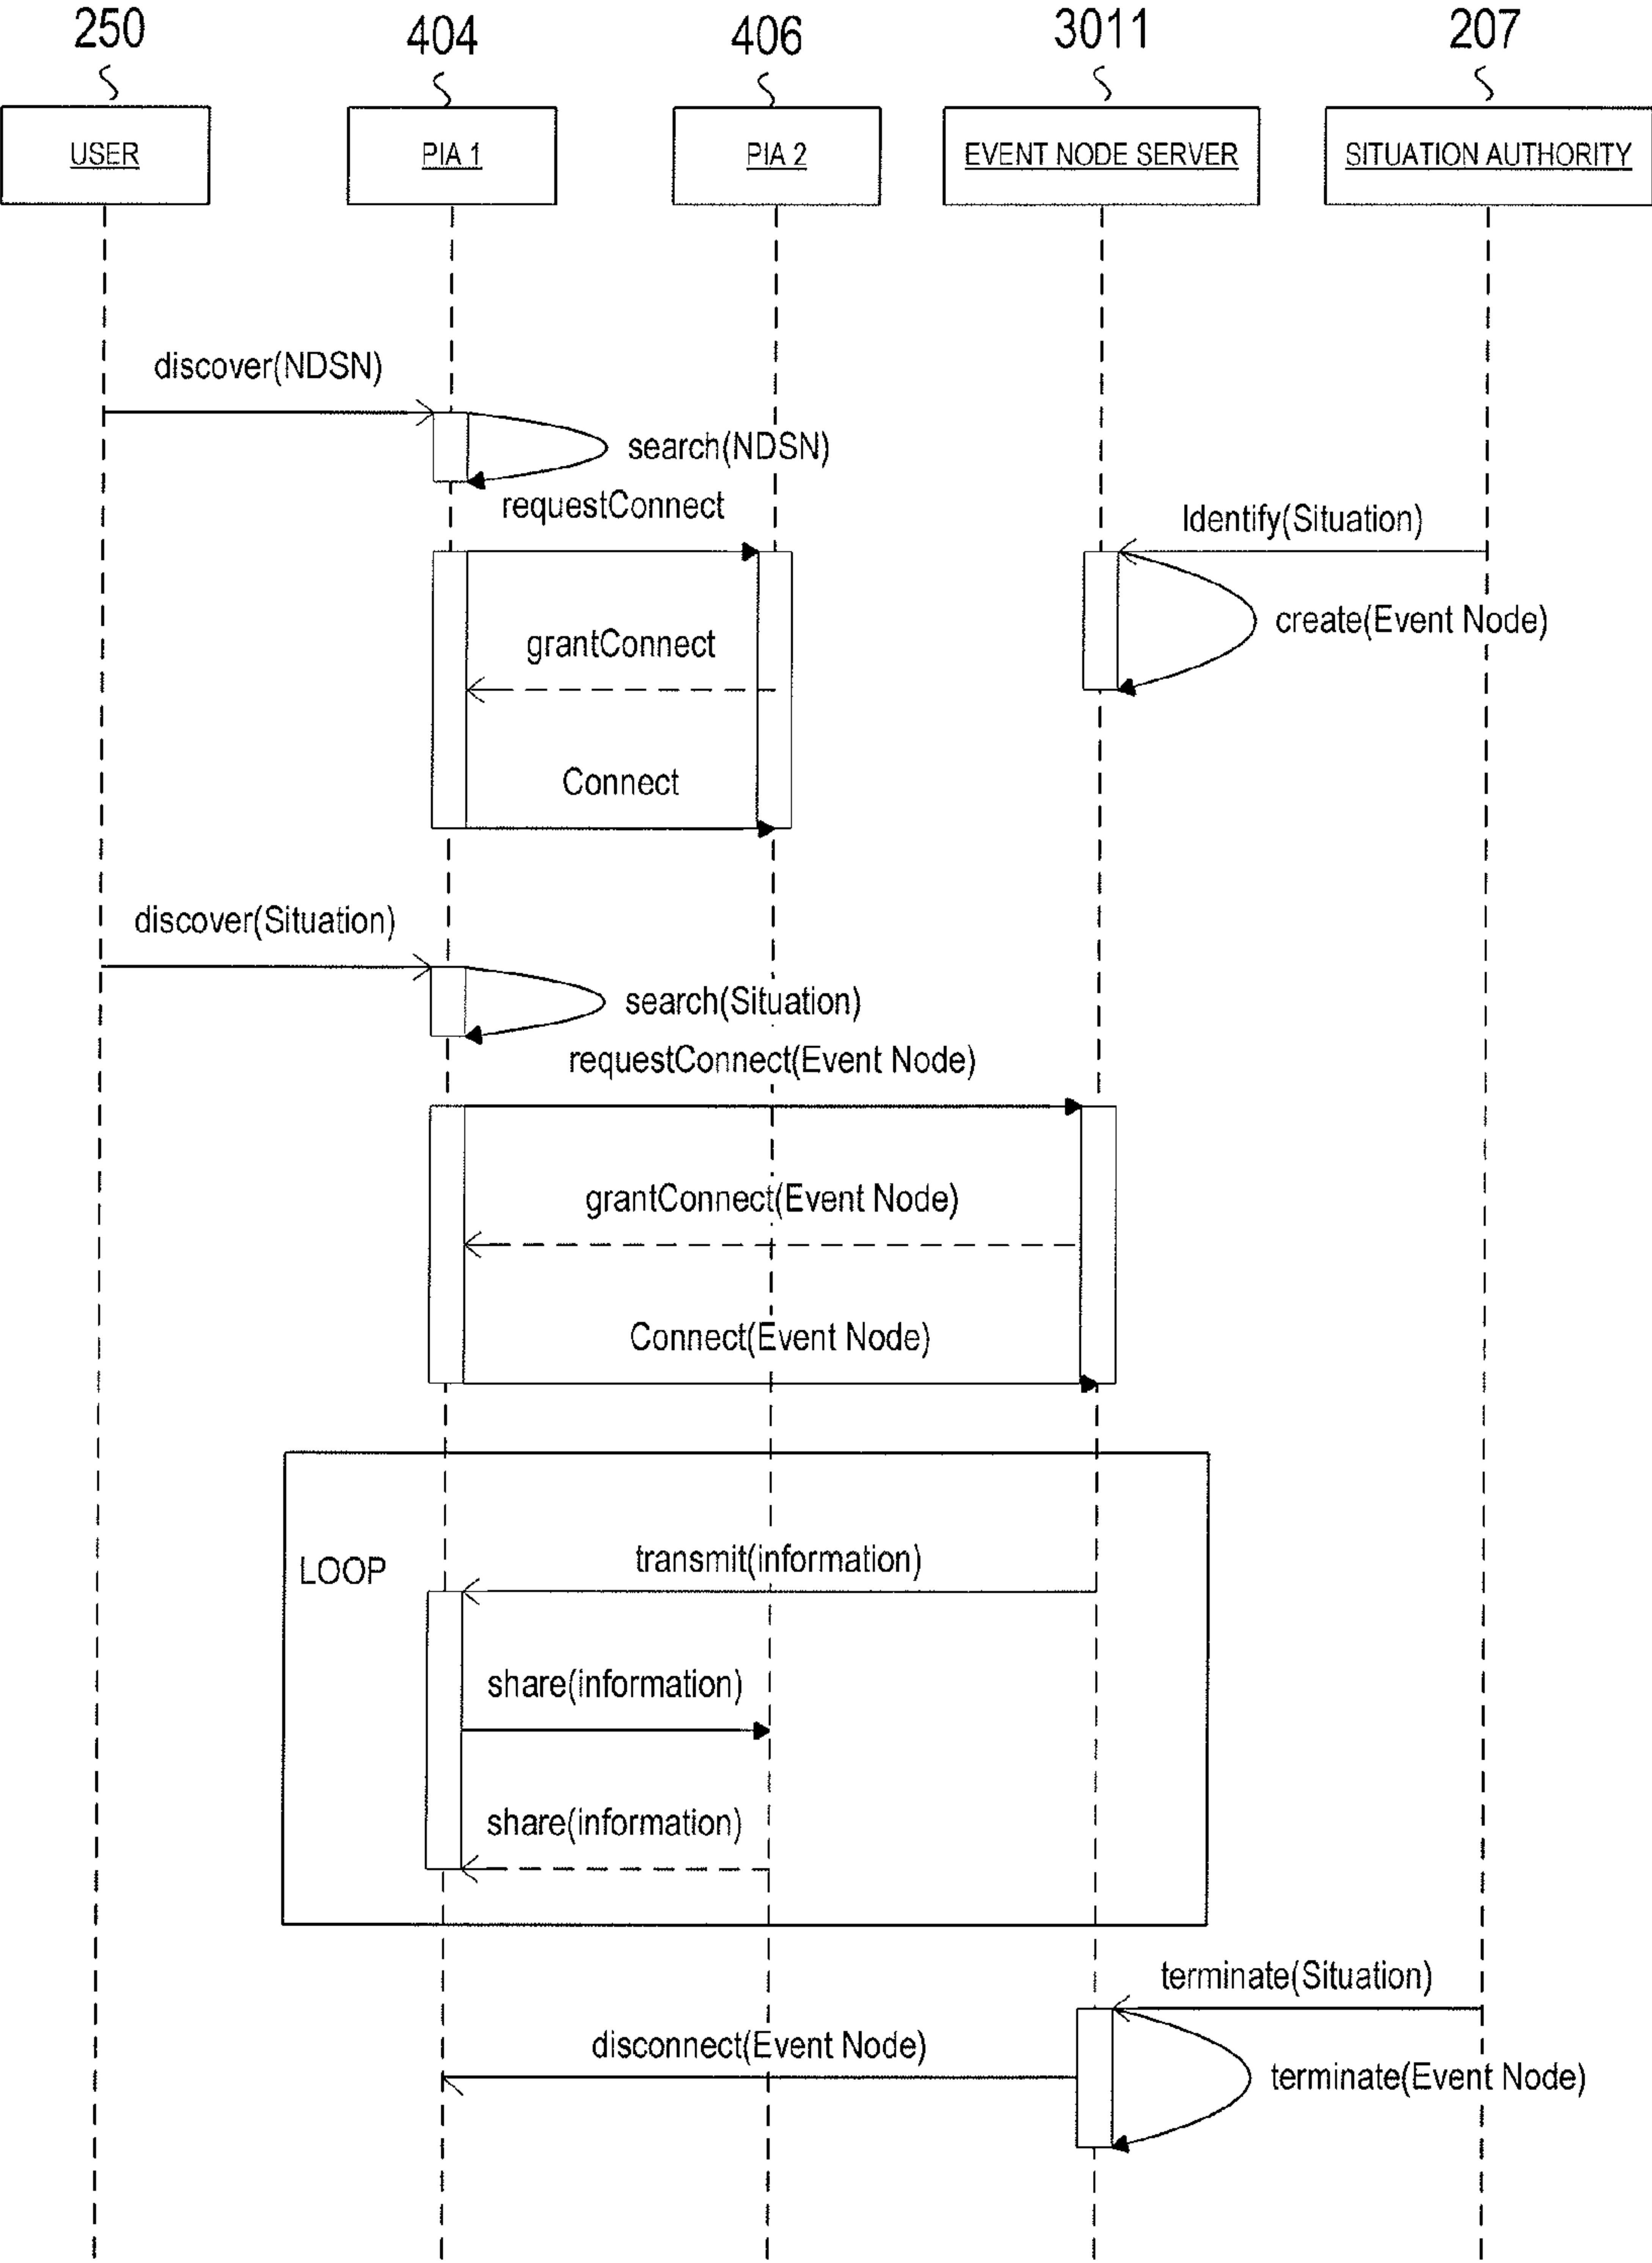 250
404
406
3011
207
USER
PIA 1
PIA 2
EVENT NODE SERVER
SITUATION AUTHORITY
discover(NDSN)
search(NDSN)
requestConnect
Identify(Situation)
create(Event Node)
grantConnect
Connect
discover(Situation)
search(Situation)
requestConnect(Event Node)
grantConnect(Event Node)
Connect(Event Node)
LOOP
transmit(information)
share(information)
share(information)
terminate(Situation)
disconnect(Event Node)
terminate(Event Node)